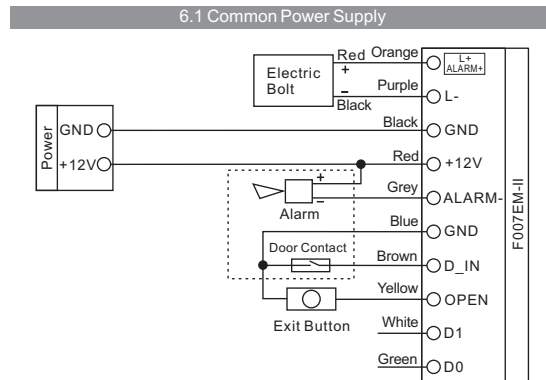 6.1 Common Power Supply
Red Orange
L+
ALARM+
+
Electric
Bolt
Purple
–
L-
Black
Power
GND
Black
GND
+12V
Red
+12V
+
Grey
ALARM-
–
Alarm
Blue
GND
Door Contact
Brown
D_IN
Yellow
OPEN
Exit Button
White
D1
Green
D0
F007EM-II